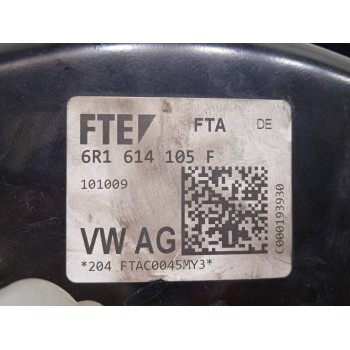 FTE FTA DE
6R1 614 105 F
101009
VW AG
*204 FTAC0045MY3*
C000193930